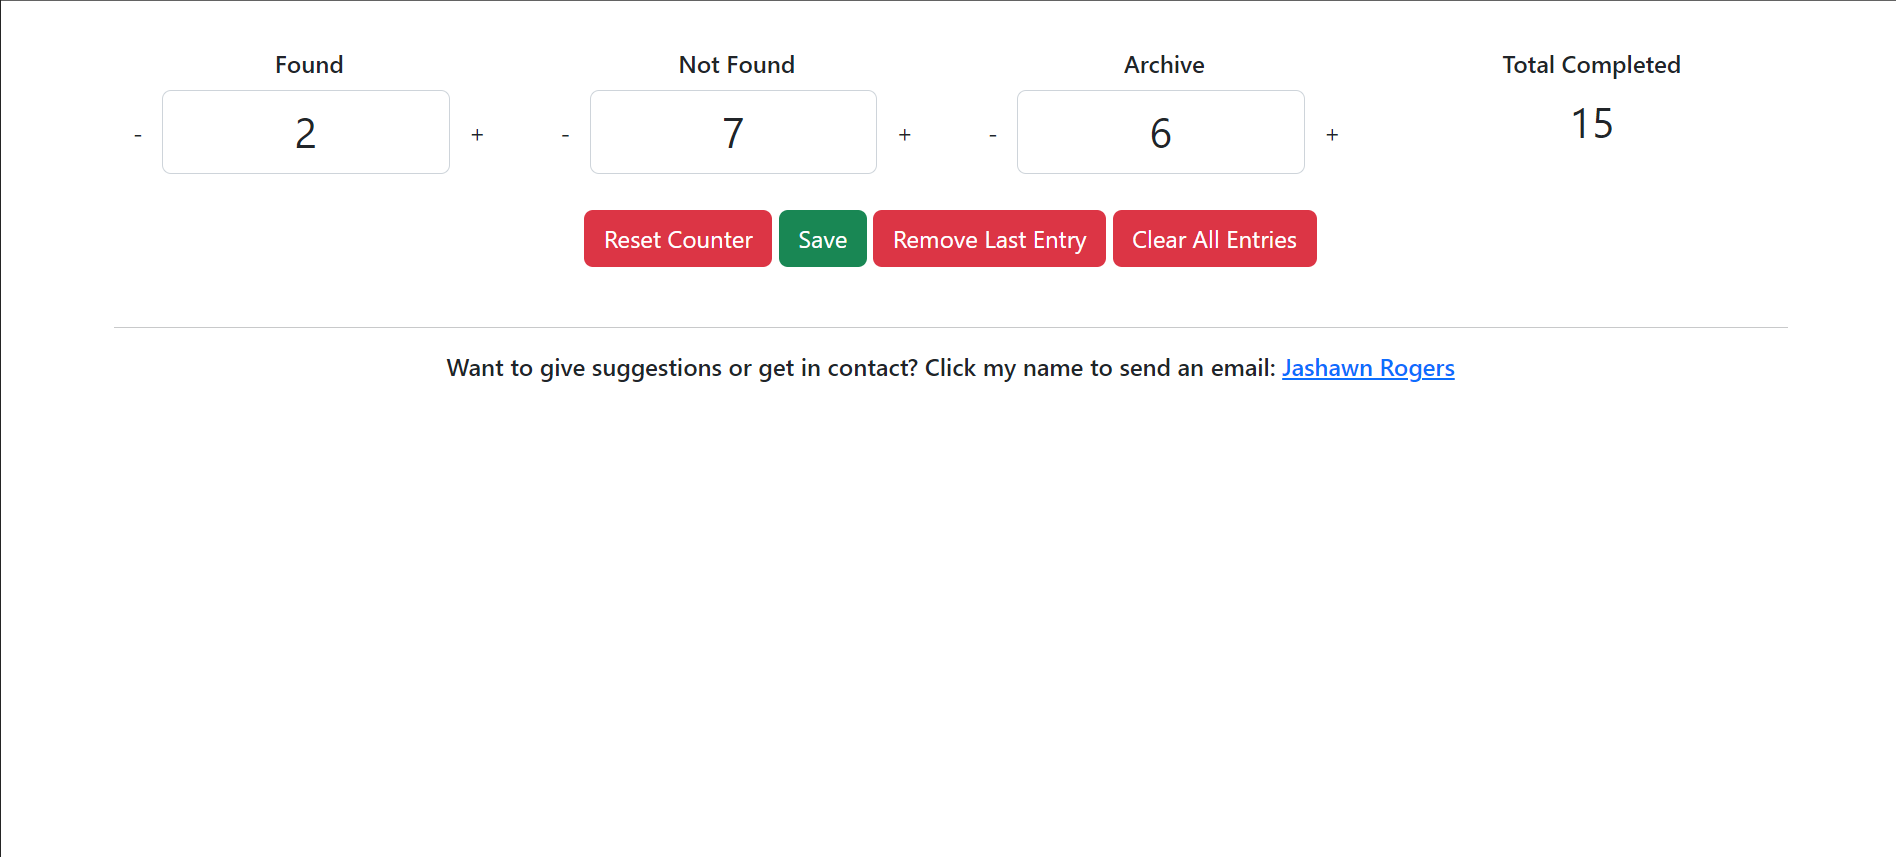 Found Not Found Archive Total Completed
- 2 + - 7 + - 6 + 15
Reset Counter Save Remove Last Entry Clear All Entries
Want to give suggestions or get in contact? Click my name to send an email: Jashawn Rogers